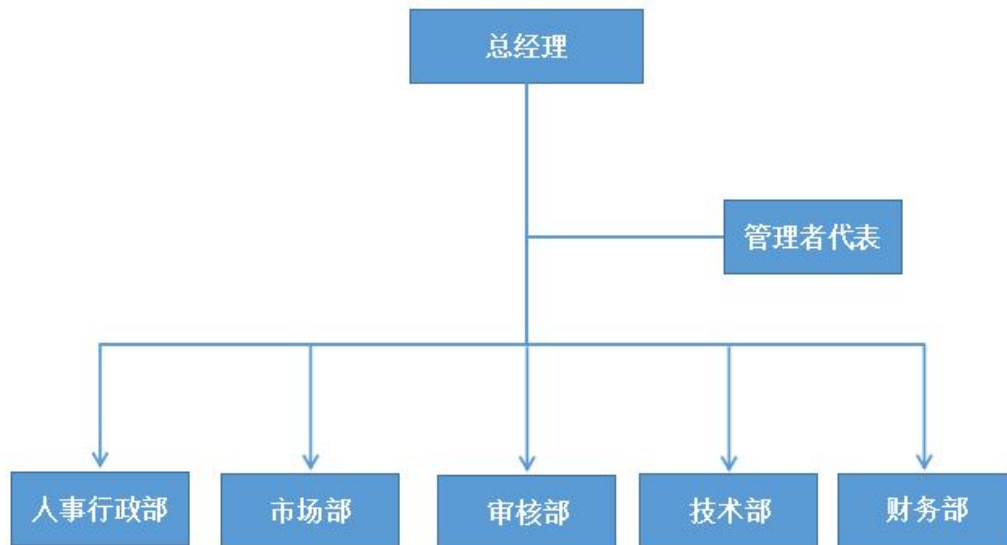 总经理
管理者代表
人事行政部
市场部
审核部
技术部
财务部